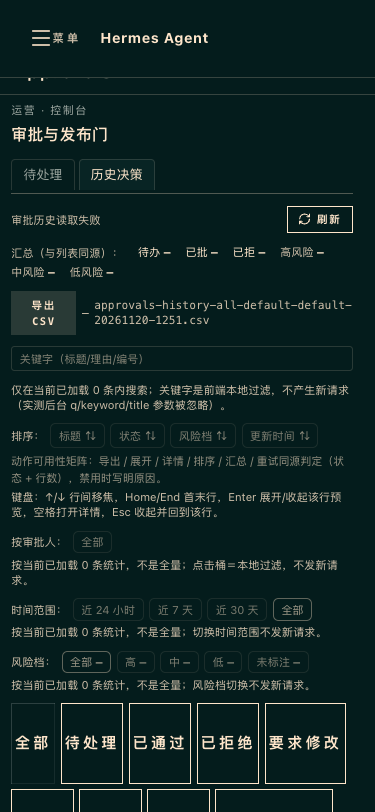 菜单
Hermes Agent
运营 · 控制台
审批与发布门
待处理 历史决策
审批历史读取失败 刷新
汇总（与列表同源）： 待办 — 已批 — 已拒 — 高风险 —
中风险 — 低风险 —
导出
CSV
— approvals-history-all-default-default-
20261120-1251.csv
关键字（标题/理由/编号）
仅在当前已加载 0 条内搜索；关键字是前端本地过滤，不产生新请求
（实测后台 q/keyword/title 参数被忽略）。
排序： 标题 ⇅ 状态 ⇅ 风险档 ⇅ 更新时间 ⇅
动作可用性矩阵：导出 / 展开 / 详情 / 排序 / 汇总 / 重试同源判定（状
态 + 行数），禁用时写明原因。
键盘：↑/↓ 行间移焦，Home/End 首末行，Enter 展开/收起该行预
览，空格打开详情，Esc 收起并回到该行。
按审批人： 全部
按当前已加载 0 条统计，不是全量；点击桶＝本地过滤，不发新请
求。
时间范围： 近 24 小时 近 7 天 近 30 天 全部
按当前已加载 0 条统计，不是全量；切换时间范围不发新请求。
风险档： 全部 — 高 — 中 — 低 — 未标注 —
按当前已加载 0 条统计，不是全量；风险档切换不发新请求。
全部 待处理 已通过 已拒绝 要求修改